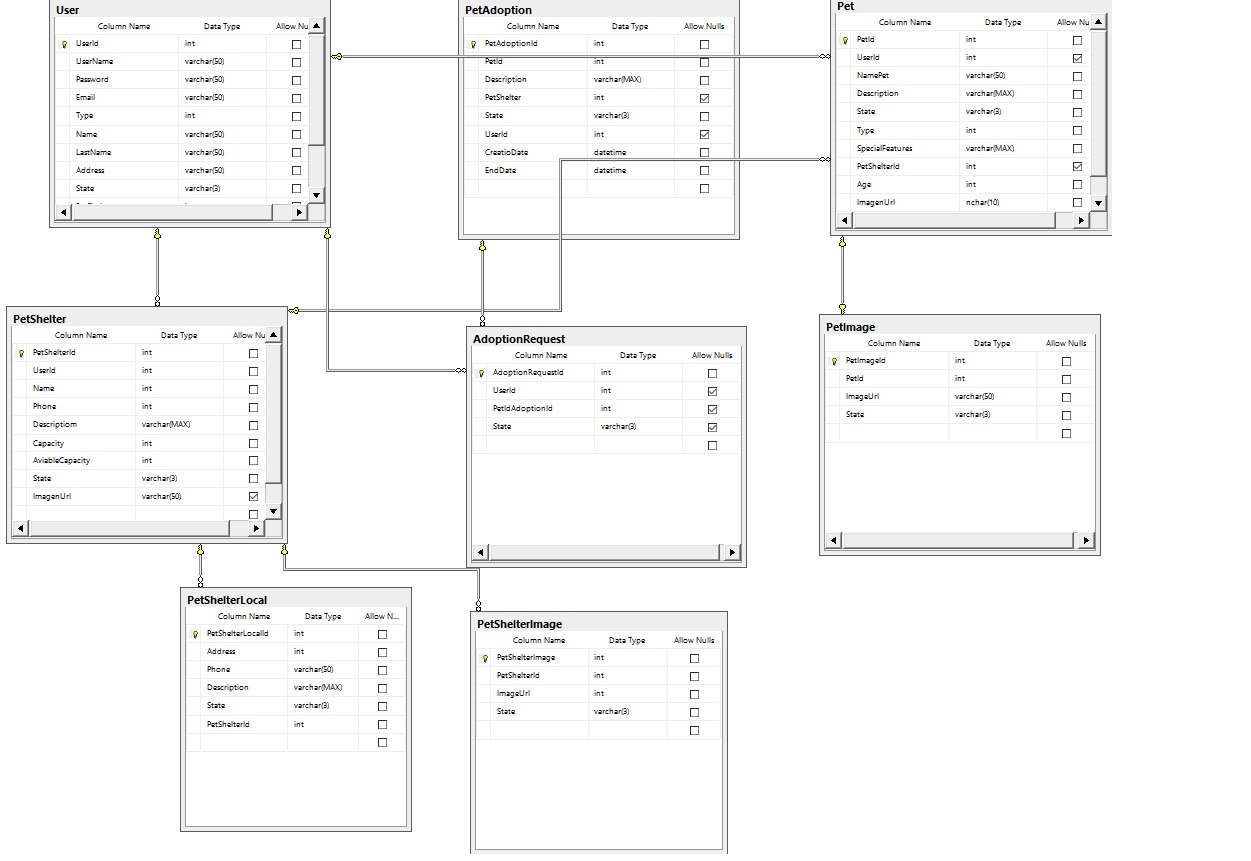 User
Column Name Data Type Allow Nu
UserId int
UserName varchar(50)
Password varchar(50)
Email varchar(50)
Type int
Name varchar(50)
LastName varchar(50)
Address varchar(50)
State varchar(3)
PetAdoption
Column Name Data Type Allow Nulls
PetAdoptionId int
PetId int
Description varchar(MAX)
PetShelter int
State varchar(3)
UserId int
CreatioDate datetime
EndDate datetime
Pet
Column Name Data Type Allow Nu
PetId int
UserId int
NamePet varchar(50)
Description varchar(MAX)
State varchar(3)
Type int
SpecialFeatures varchar(MAX)
PetShelterId int
Age int
ImagenUrl nchar(10)
PetShelter
Column Name Data Type Allow Nu
PetShelterId int
UserId int
Name int
Phone int
Descriptiom varchar(MAX)
Capacity int
AviableCapacity int
State varchar(3)
ImagenUrl varchar(50)
AdoptionRequest
Column Name Data Type Allow Nulls
AdoptionRequestId int
UserId int
PetIdAdoptionId int
State varchar(3)
PetImage
Column Name Data Type Allow Nulls
PetImageId int
PetId int
ImageUrl varchar(50)
State varchar(3)
PetShelterLocal
Column Name Data Type Allow N...
PetShelterLocalId int
Address int
Phone varchar(50)
Description varchar(MAX)
State varchar(3)
PetShelterId int
PetShelterImage
Column Name Data Type Allow Nulls
PetShelterImage int
PetShelterId int
ImageUrl int
State varchar(3)